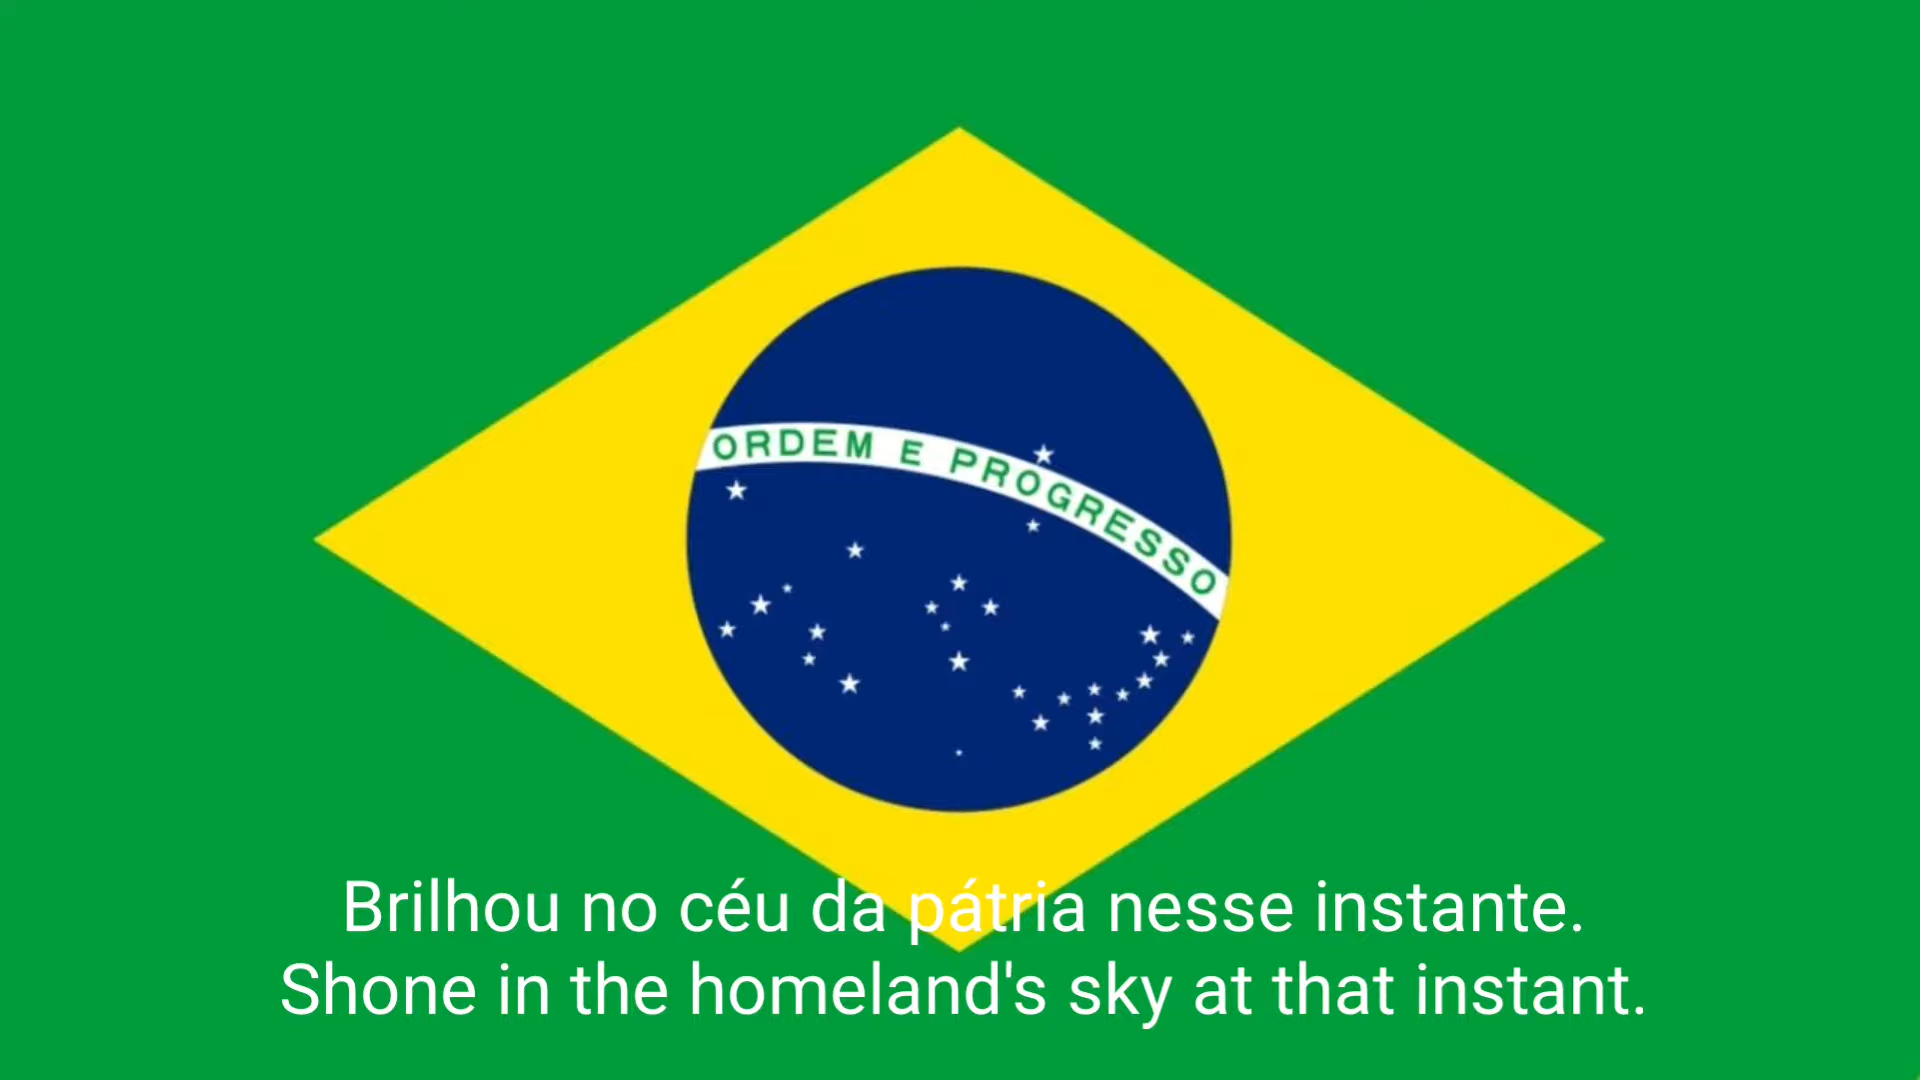 ORDEM E PROGRESSO
Brilhou no céu da pátria nesse instante.
Shone in the homeland's sky at that instant.